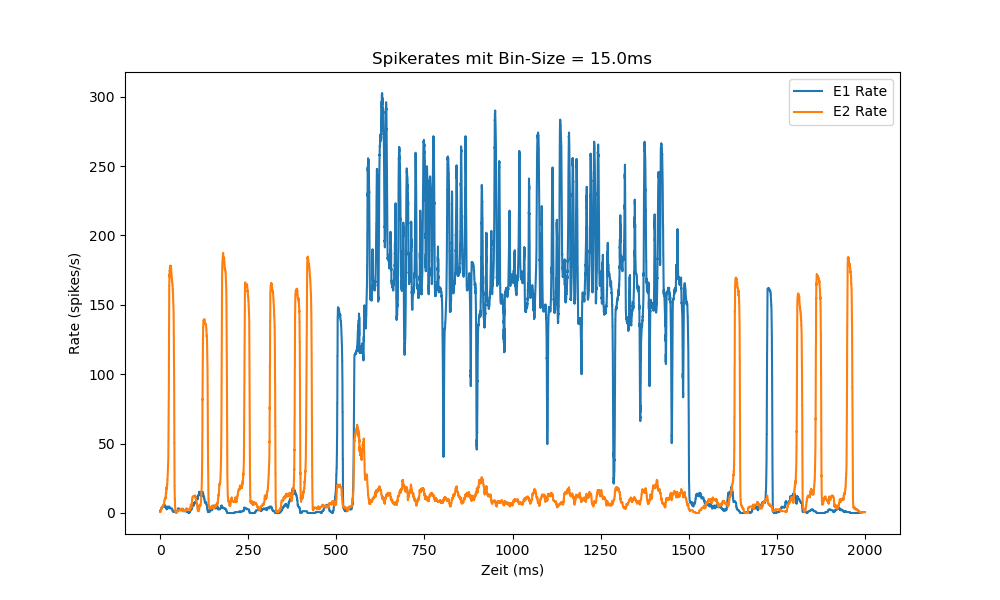 Spikerates mit Bin-Size = 15.0ms
E1 Rate
E2 Rate
Rate (spikes/s)
300
250
200
150
100
50
0
0 250 500 750 1000 1250 1500 1750 2000
Zeit (ms)